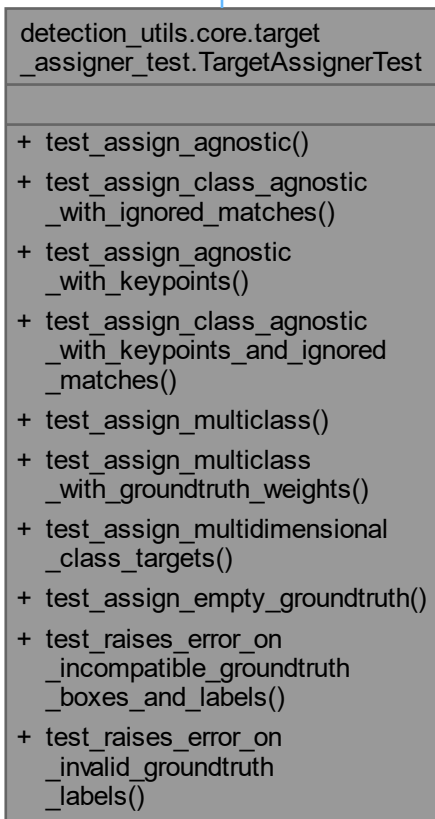 detection_utils.core.target
_assigner_test.TargetAssignerTest
+ test_assign_agnostic()
+ test_assign_class_agnostic
_with_ignored_matches()
+ test_assign_agnostic
_with_keypoints()
+ test_assign_class_agnostic
_with_keypoints_and_ignored
_matches()
+ test_assign_multiclass()
+ test_assign_multiclass
_with_groundtruth_weights()
+ test_assign_multidimensional
_class_targets()
+ test_assign_empty_groundtruth()
+ test_raises_error_on
_incompatible_groundtruth
_boxes_and_labels()
+ test_raises_error_on
_invalid_groundtruth
_labels()